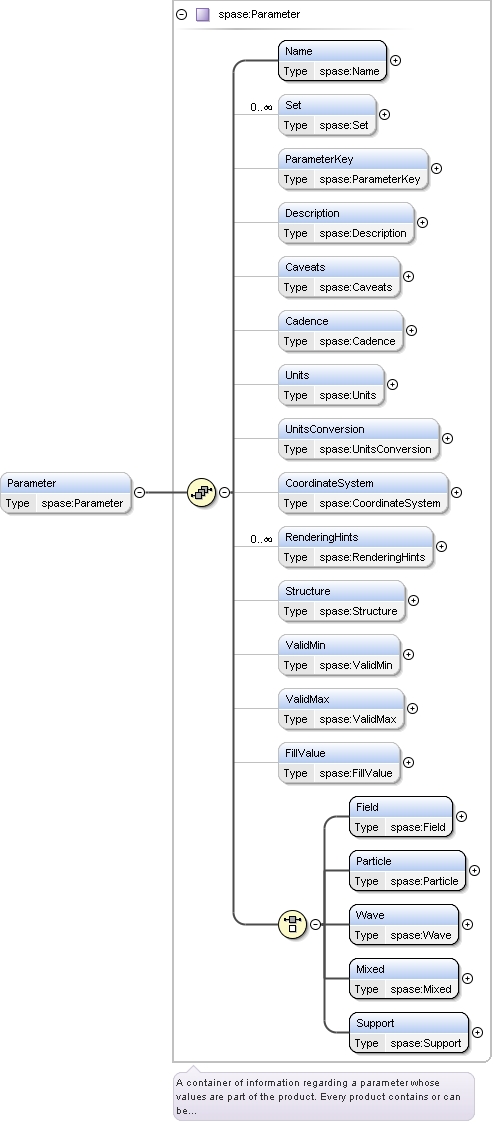 spase:Parameter
Name
Type spase:Name
0..∞
Set
Type spase:Set
ParameterKey
Type spase:ParameterKey
Description
Type spase:Description
Caveats
Type spase:Caveats
Cadence
Type spase:Cadence
Units
Type spase:Units
UnitsConversion
Type spase:UnitsConversion
Parameter
Type spase:Parameter
CoordinateSystem
Type spase:CoordinateSystem
0..∞
RenderingHints
Type spase:RenderingHints
Structure
Type spase:Structure
ValidMin
Type spase:ValidMin
ValidMax
Type spase:ValidMax
FillValue
Type spase:FillValue
Field
Type spase:Field
Particle
Type spase:Particle
Wave
Type spase:Wave
Mixed
Type spase:Mixed
Support
Type spase:Support
A container of information regarding a parameter whose
values are part of the product. Every product contains or can
be...